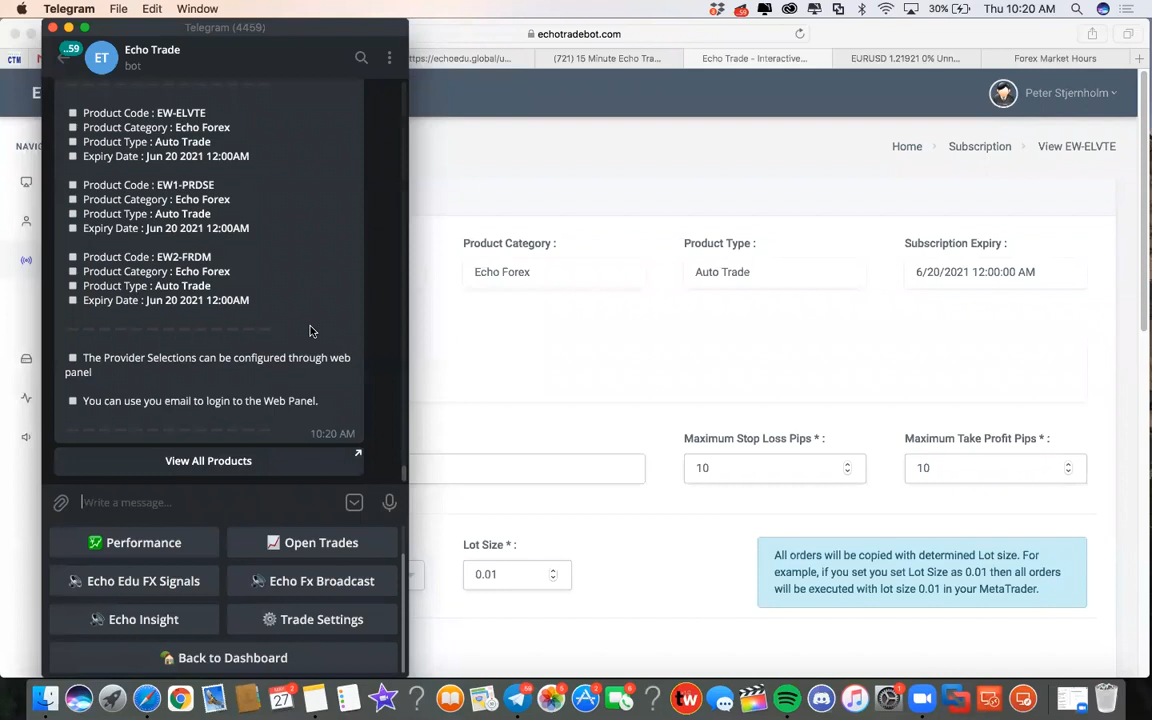 File Edit Window
30%
Thu 10:20 AM
Telegram (4459)
..59
ET
Echo Trade
bot
Product Code : EW-ELVTE
Product Category : Echo Forex
Product Type : Auto Trade
Expiry Date : Jun 20 2021 12:00AM
Product Code : EW1-PRDSE
Product Category : Echo Forex
Product Type : Auto Trade
Expiry Date : Jun 20 2021 12:00AM
Product Code : EW2-FRDM
Product Category : Echo Forex
Product Type : Auto Trade
Expiry Date : Jun 20 2021 12:00AM
The Provider Selections can be configured through web
panel
You can use you email to login to the Web Panel.
10:20 AM
View All Products
Write a message...
Performance
Open Trades
Echo Edu FX Signals
Echo Fx Broadcast
Echo Insight
Trade Settings
Back to Dashboard
CTM
echotradebot.com
https://echoedu.global/u...
(721) 15 Minute Echo Tra...
Echo Trade - Interactive...
EURUSD 1.21921 0% Unn...
Forex Market Hours
E
Peter Stjernholm
NAVI
Home
Subscription
View EW-ELVTE
Product Category :
Product Type :
Subscription Expiry :
Echo Forex
Auto Trade
6/20/2021 12:00:00 AM
Maximum Stop Loss Pips * :
Maximum Take Profit Pips * :
10
10
Lot Size * :
0.01
All orders will be copied with determined Lot size. For
example, if you set you set Lot Size as 0.01 then all orders
will be executed with lot size 0.01 in your MetaTrader.
MAY
27
tw